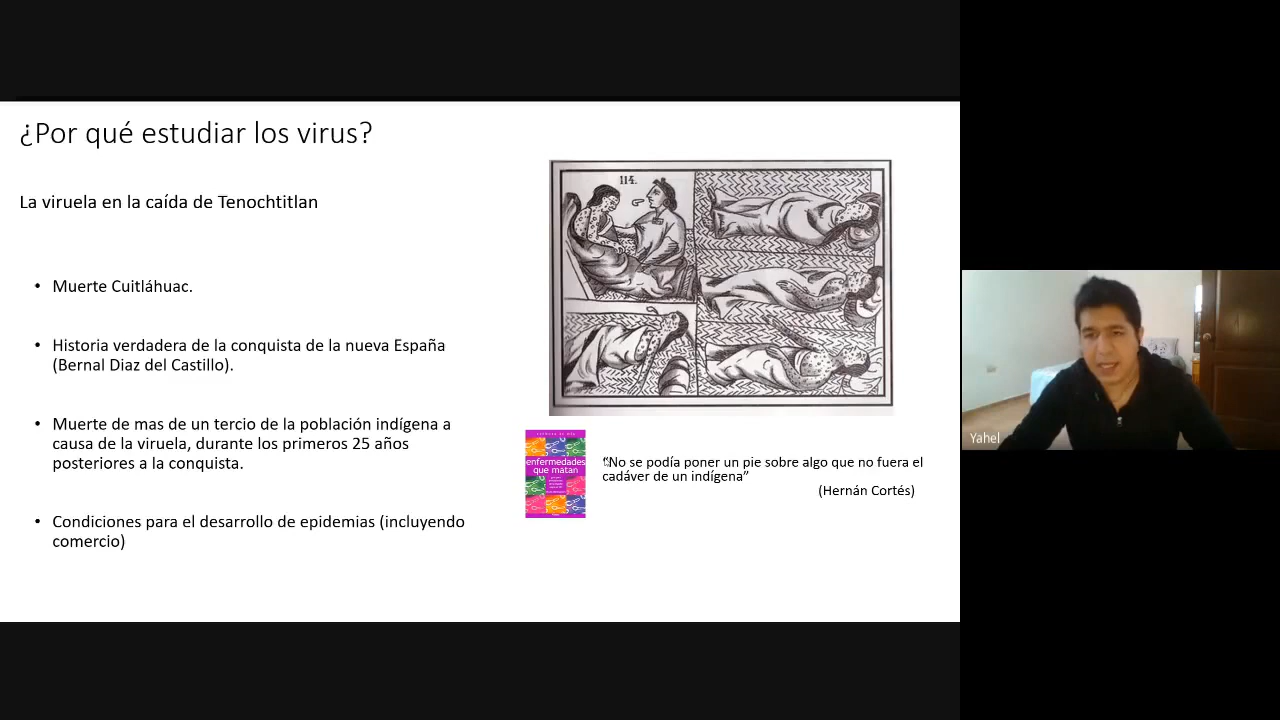 ¿Por qué estudiar los virus?
La viruela en la caída de Tenochtitlan
• Muerte Cuitláhuac.
• Historia verdadera de la conquista de la nueva España
(Bernal Diaz del Castillo).
• Muerte de mas de un tercio de la población indígena a
causa de la viruela, durante los primeros 25 años
posteriores a la conquista.
• Condiciones para el desarrollo de epidemias (incluyendo
comercio)
114.
enfermedades
que matan
“No se podía poner un pie sobre algo que no fuera el
cadáver de un indígena”
(Hernán Cortés)
Yahel